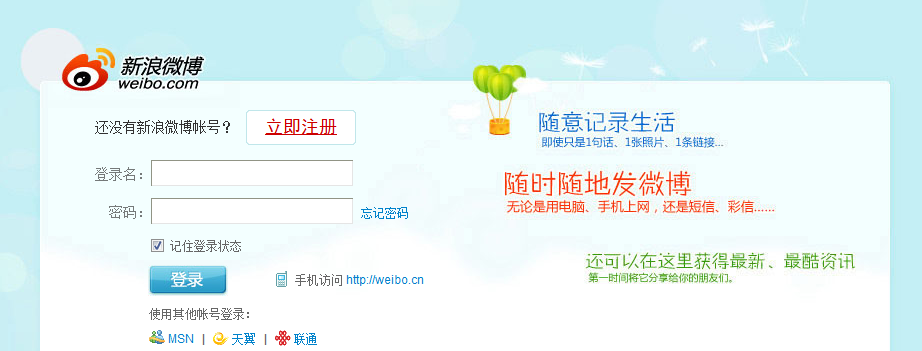 新浪微博
weibo.com
还没有新浪微博帐号? 立即注册
登录名:
密码: 忘记密码
记住登录状态
登录 手机访问 http://weibo.cn
使用其他帐号登录:
MSN | 天翼 | 联通
随意记录生活
即使只是1句话、1张照片、1条链接...
随时随地发微博
无论是用电脑、手机上网，还是短信、彩信......
还可以在这里获得最新、最酷资讯
第一时间将它分享给你的朋友们。